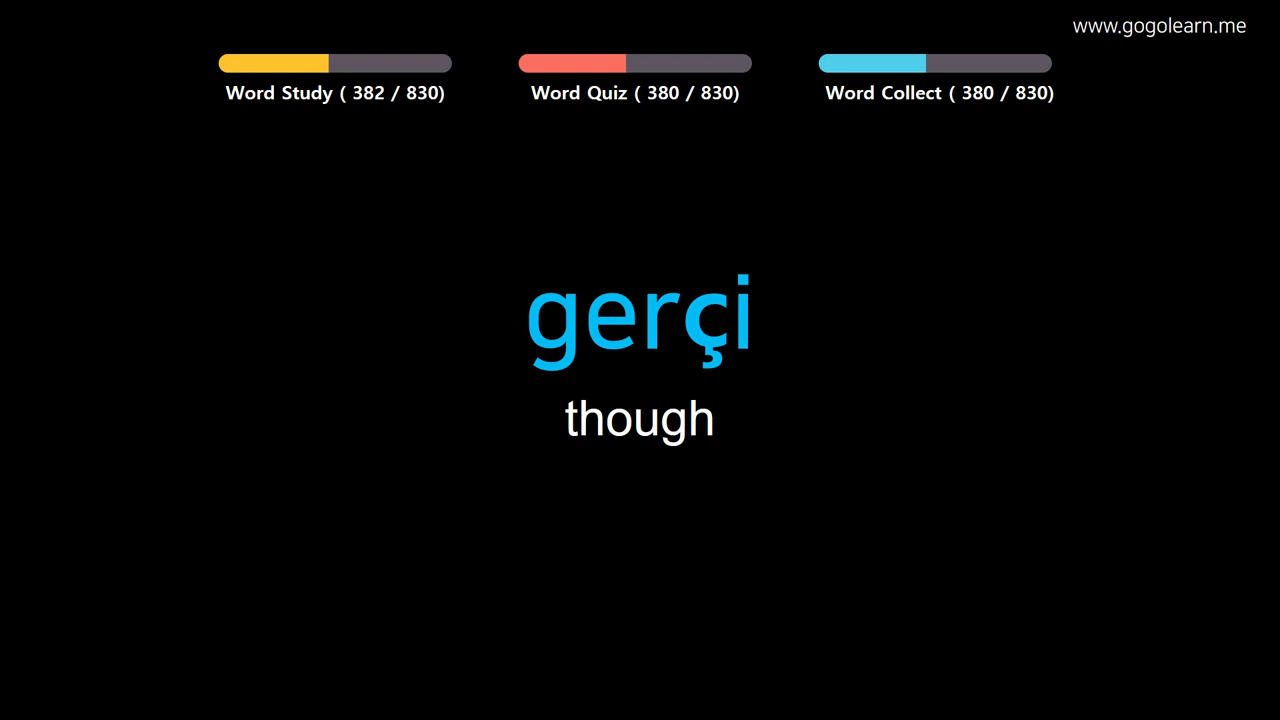 www.gogolearn.me
Word Study ( 382 / 830)
Word Quiz ( 380 / 830)
Word Collect ( 380 / 830)
gerçi
though